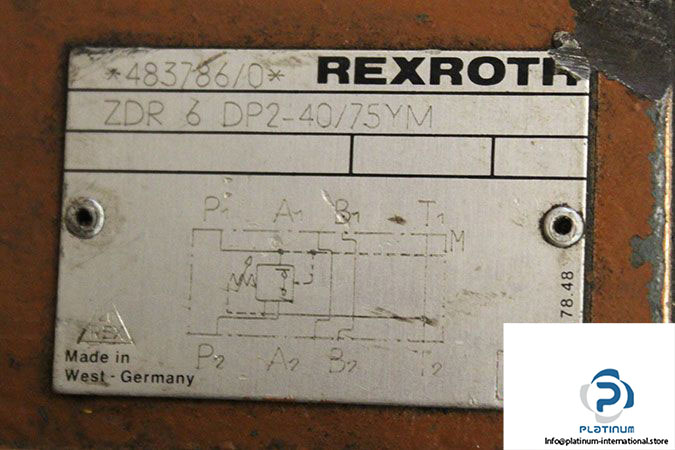 *483786/0* REXROTH
ZDR 6 DP2-40/75YM
P1 A1 B1 T1
M
P2 A2 B2 T2
REX
Made in
West - Germany
78.48
PLATINUM
Info@platinum-international.store